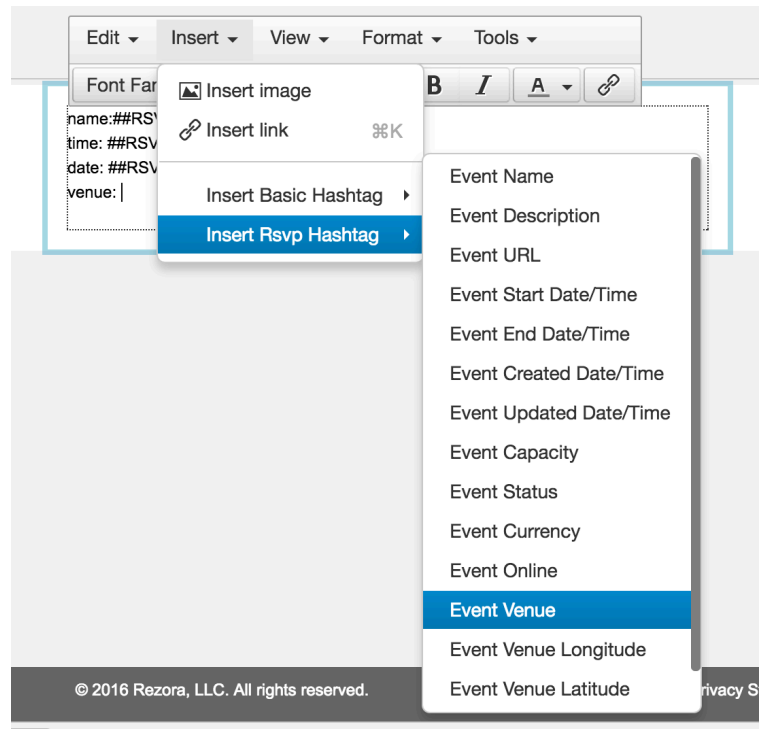 Edit Insert View Format Tools
Font Far B I A
Insert image
Insert link ⌘K
Insert Basic Hashtag
Insert Rsvp Hashtag
name:##RSV
time: ##RSV
date: ##RSV
venue:
Event Name
Event Description
Event URL
Event Start Date/Time
Event End Date/Time
Event Created Date/Time
Event Updated Date/Time
Event Capacity
Event Status
Event Currency
Event Online
Event Venue
Event Venue Longitude
Event Venue Latitude
© 2016 Rezora, LLC. All rights reserved. rivacy S